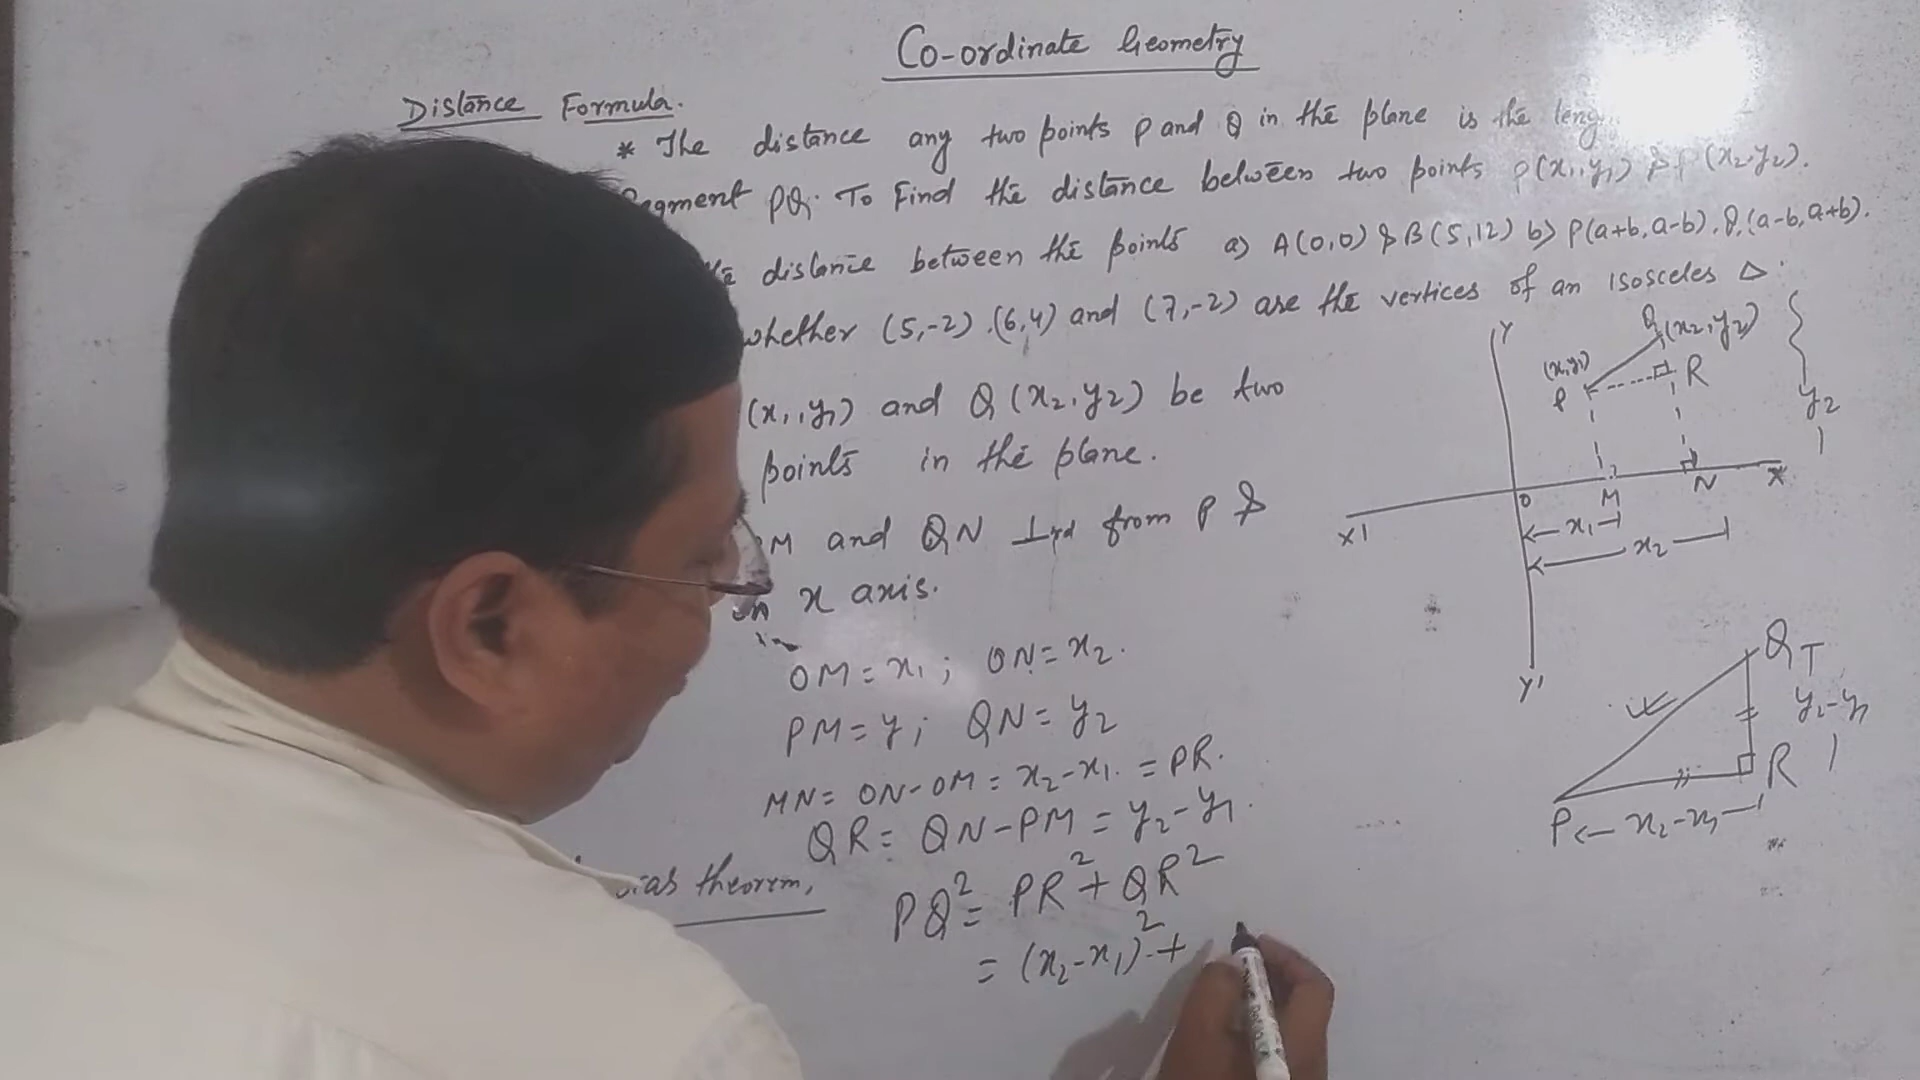 Co-ordinate Geometry
Distance Formula.
* The distance any two points P and Q in the plane is the leng
PQ. To Find the distance between two points P(x₁,y₁) & P(x₂,y₂).
distance between the points a) A(0,0) & B(5,12) b) P(a+b,a-b), Q,(a-b,a+b).
whether (5,-2),(6,4) and (7,-2) are the vertices of an isosceles Δ.
(x₁,y₁) and Q(x₂,y₂) be two
points in the plane.
M and QN ⊥rd from P &
x axis.
OM = x₁ ; ON = x₂.
PM = y₁ ; QN = y₂
MN = ON-OM = x₂-x₁. = PR.
QR = QN-PM = y₂-y₁.
theorem,
PQ² = PR² + QR²
= (x₂-x₁)² +
Y
Q(x₂,y₂)
(x₁,y₁)
P
R
y₂
X1
O
M
N
X
x₁
x₂
Y'
Q
y₂-y₁
R
P
x₂-x₁